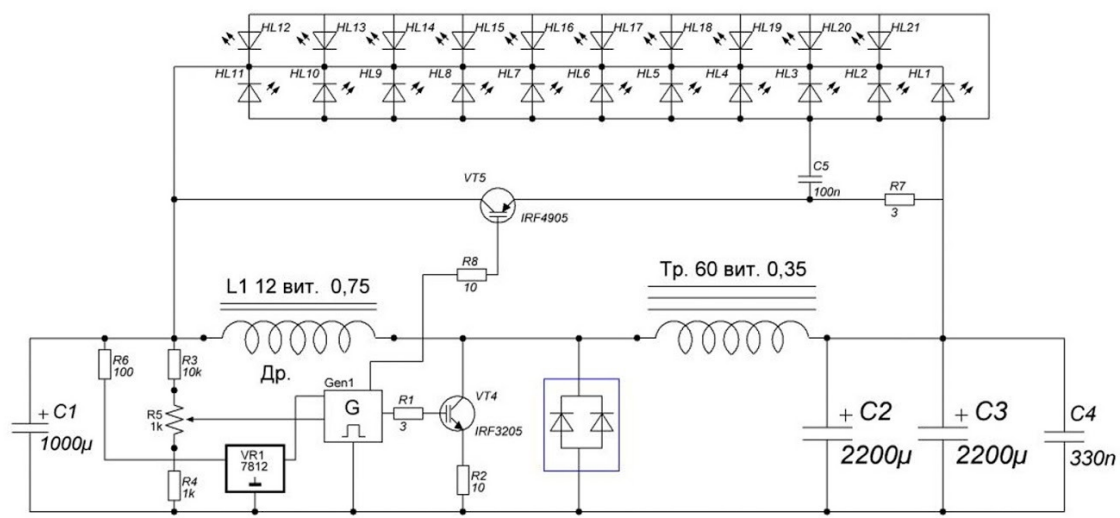 HL12 HL13 HL14 HL15 HL16 HL17 HL18 HL19 HL20 HL21
HL11 HL10 HL9 HL8 HL7 HL6 HL5 HL4 HL3 HL2 HL1
C5
100n
VT5
IRF4905
R7
3
R8
10
L1 12 вит. 0,75
Тр. 60 вит. 0,35
Др.
R6
100
R3
10k
Gen1
G
R1
3
VT4
IRF3205
R5
1k
+ C1
1000µ
VR1
7812
R4
1k
R2
10
+ C2
2200µ
+ C3
2200µ
C4
330n